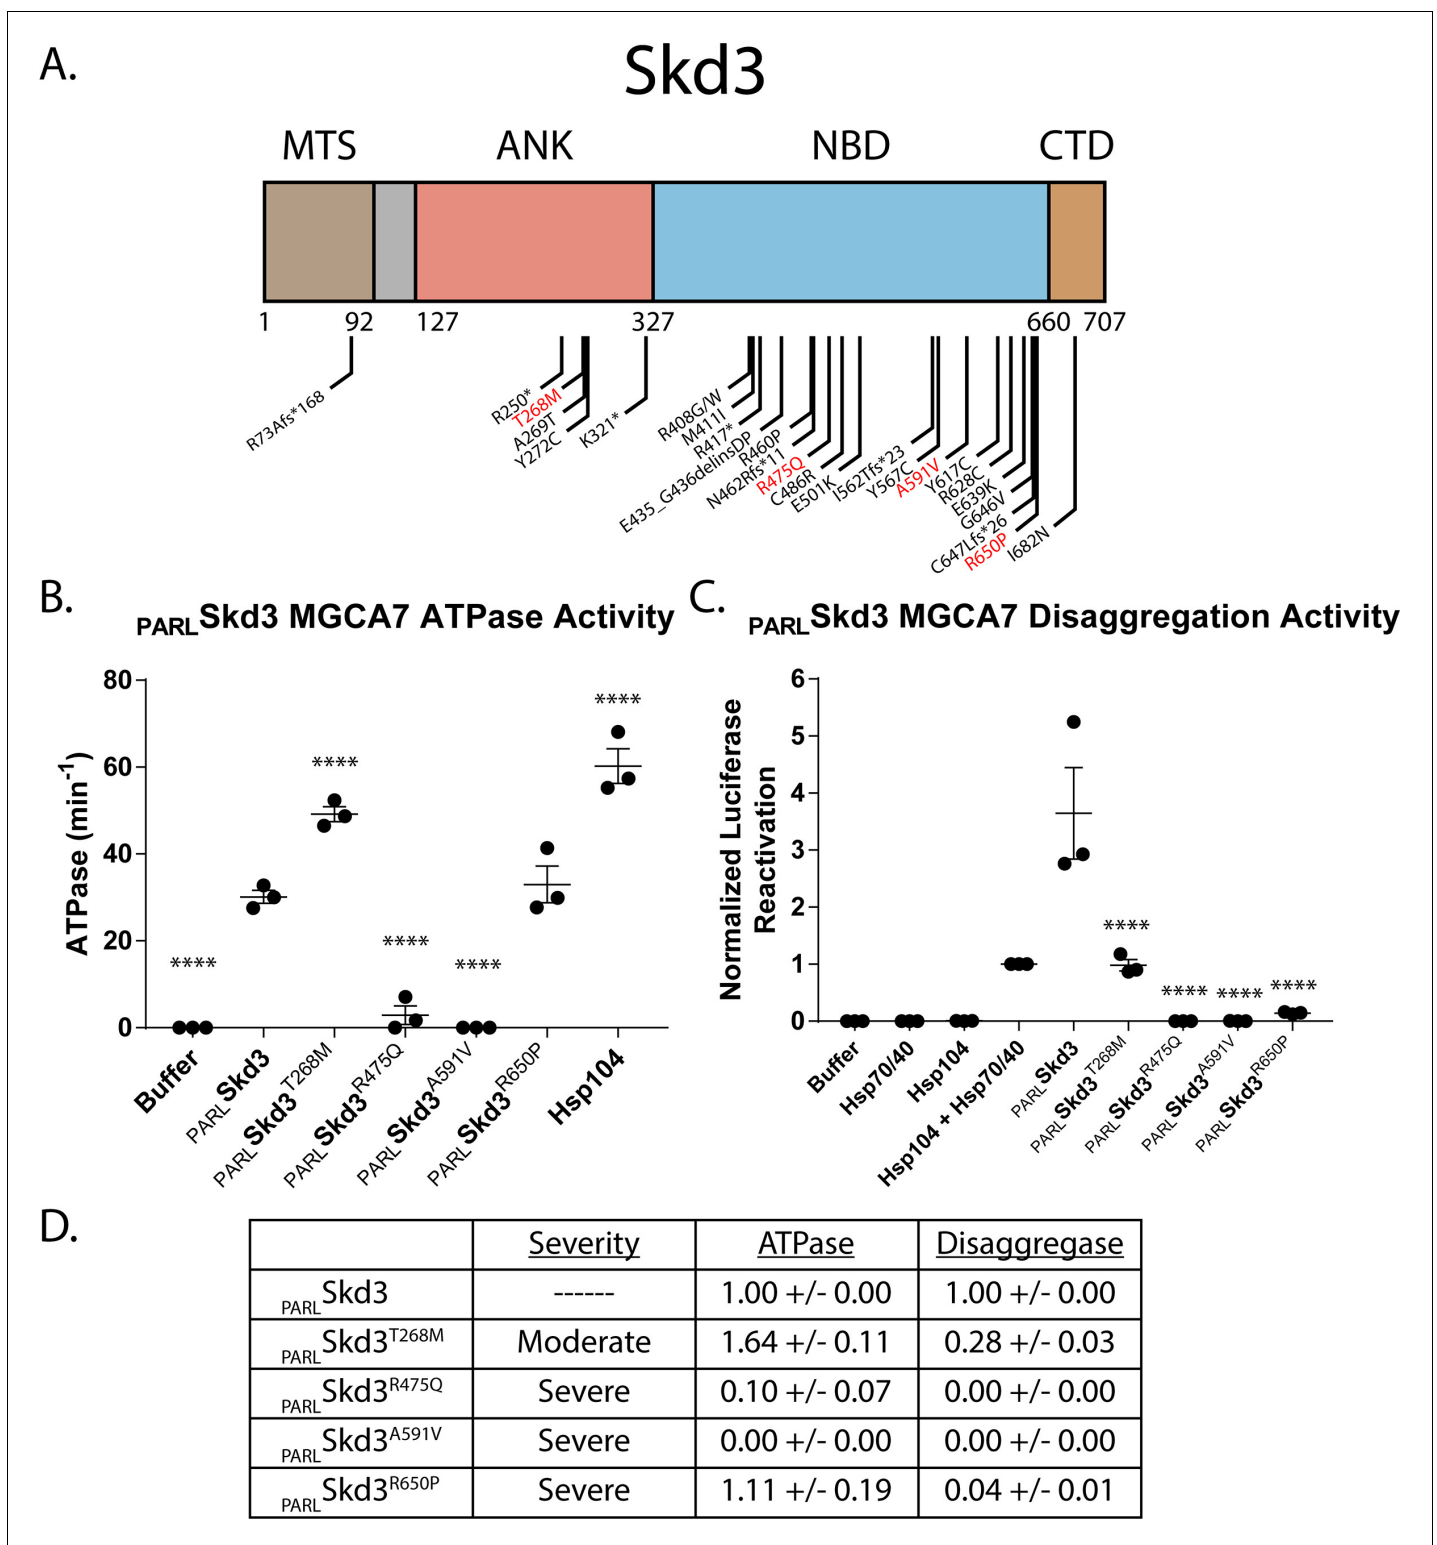 A.
Skd3
MTS ANK NBD CTD
1 92 127 327 660 707
R73Afs*168
R250*
T268M
A269T
Y272C
K321*
R408G/W
M411I
R417*
E435_G436delinsDP
R460P
N462Rfs*11
R475Q
C486R
E501K
I562Tfs*23
Y567C
A591V
Y617C
R628C
E639K
G646V
C647Lfs*26
R650P
I682N
B.
PARLSkd3 MGCA7 ATPase Activity
ATPase (min-1)
80
60
40
20
0
****
****
****
****
****
Buffer
PARLSkd3
PARLSkd3T268M
PARLSkd3R475Q
PARLSkd3A591V
PARLSkd3R650P
Hsp104
C.
PARLSkd3 MGCA7 Disaggregation Activity
Normalized Luciferase
Reactivation
6
5
4
3
2
1
0
****
****
****
****
Buffer
Hsp70/40
Hsp104
Hsp104 + Hsp70/40
PARLSkd3
PARLSkd3T268M
PARLSkd3R475Q
PARLSkd3A591V
PARLSkd3R650P
D.
Severity ATPase Disaggregase
PARLSkd3 ------ 1.00 +/- 0.00 1.00 +/- 0.00
PARLSkd3T268M Moderate 1.64 +/- 0.11 0.28 +/- 0.03
PARLSkd3R475Q Severe 0.10 +/- 0.07 0.00 +/- 0.00
PARLSkd3A591V Severe 0.00 +/- 0.00 0.00 +/- 0.00
PARLSkd3R650P Severe 1.11 +/- 0.19 0.04 +/- 0.01